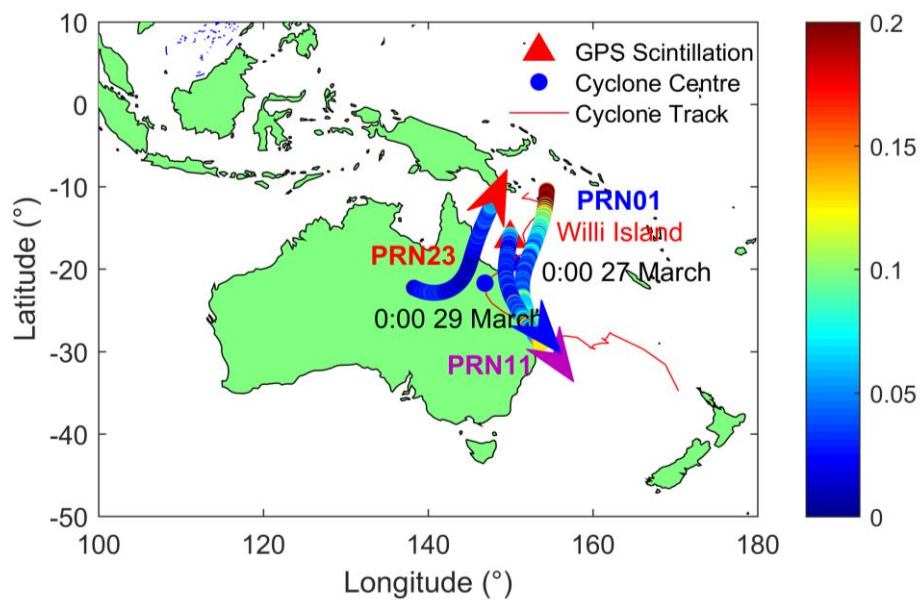 10
0
-10
-20
-30
-40
-50
100
120
140
160
180
Latitude (°)
Longitude (°)
GPS Scintillation
Cyclone Centre
Cyclone Track
PRN01
Willi Island
PRN23
0:00 27 March
0:00 29 March
PRN11
0.2
0.15
0.1
0.05
0